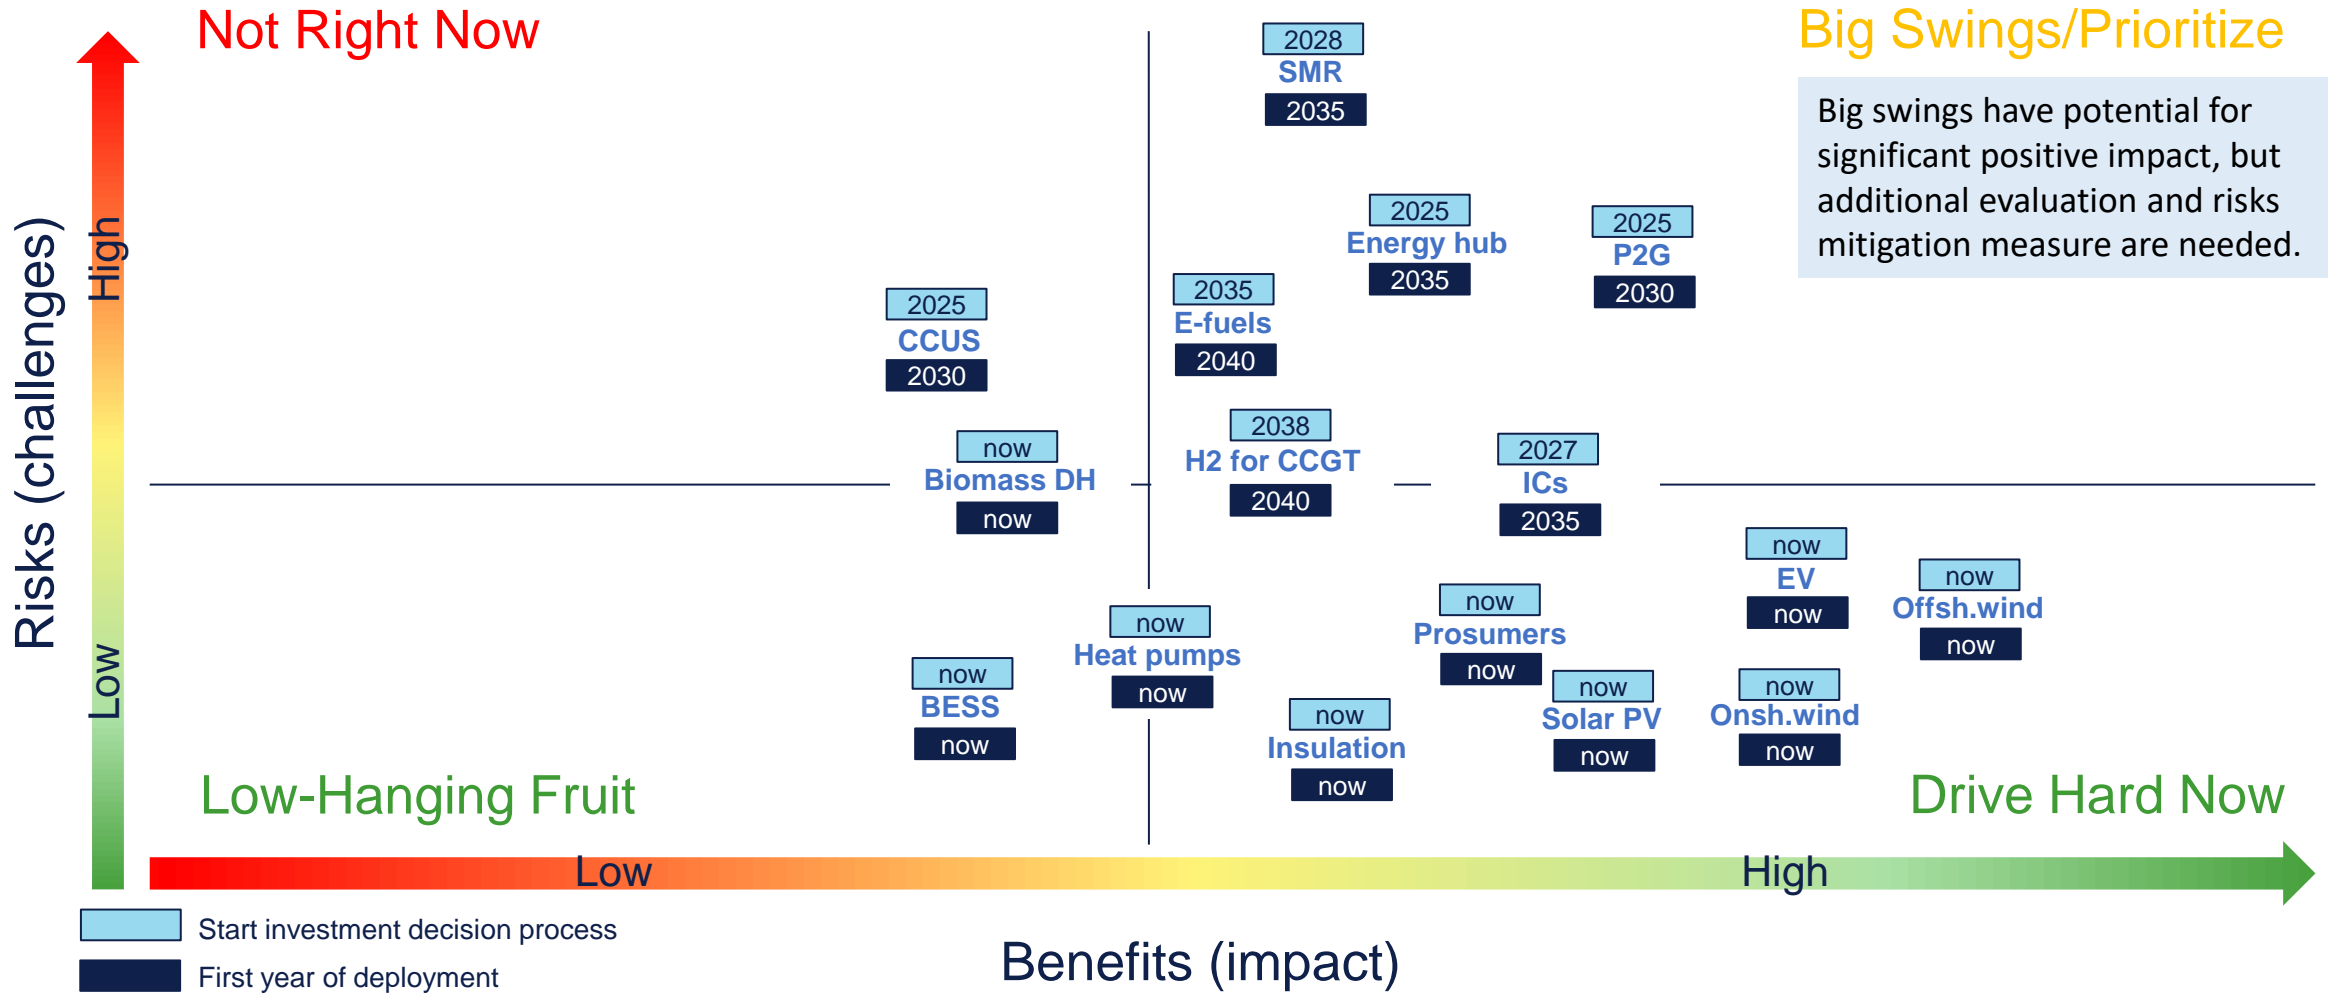 Not Right Now
Big Swings/Prioritize
Big swings have potential for
significant positive impact, but
additional evaluation and risks
mitigation measure are needed.
Risks (challenges)
High
Low
2028
SMR
2035
2025
Energy hub
2035
2025
P2G
2030
2025
CCUS
2030
2035
E-fuels
2040
now
Biomass DH
now
2038
H2 for CCGT
2040
2027
ICs
2035
now
EV
now
now
Offsh.wind
now
now
Prosumers
now
now
Heat pumps
now
now
BESS
now
now
Insulation
now
now
Solar PV
now
now
Onsh.wind
now
Low-Hanging Fruit
Drive Hard Now
Low
High
Benefits (impact)
Start investment decision process
First year of deployment